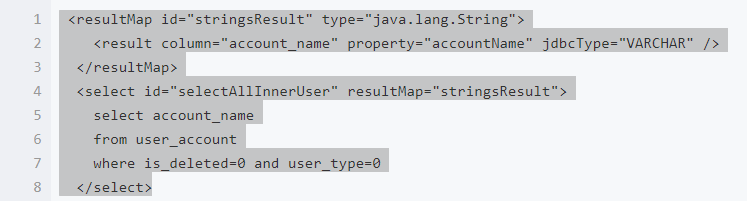 1 <resultMap id="stringsResult" type="java.lang.String">
2 <result column="account_name" property="accountName" jdbcType="VARCHAR" />
3 </resultMap>
4 <select id="selectAllInnerUser" resultMap="stringsResult">
5 select account_name
6 from user_account
7 where is_deleted=0 and user_type=0
8 </select>